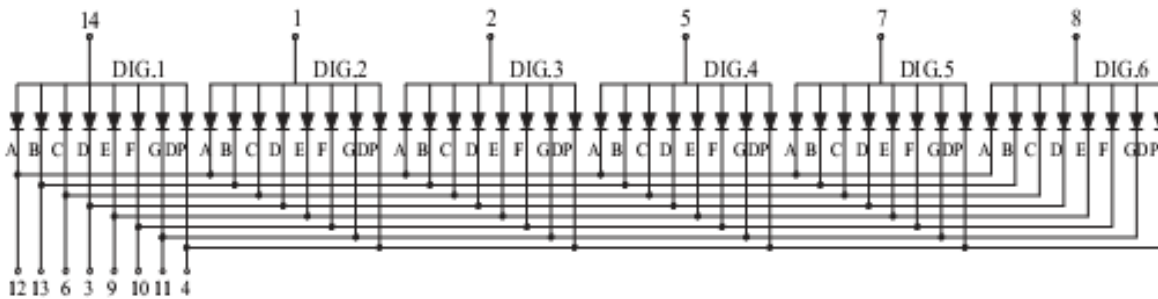 14 1 2 5 7 8
DIG.1 DIG.2 DIG.3 DIG.4 DIG.5 DIG.6
A B C D E F G DP A B C D E F G DP A B C D E F G DP A B C D E F G DP A B C D E F G DP A B C D E F G DP
12 13 6 3 9 10 11 4